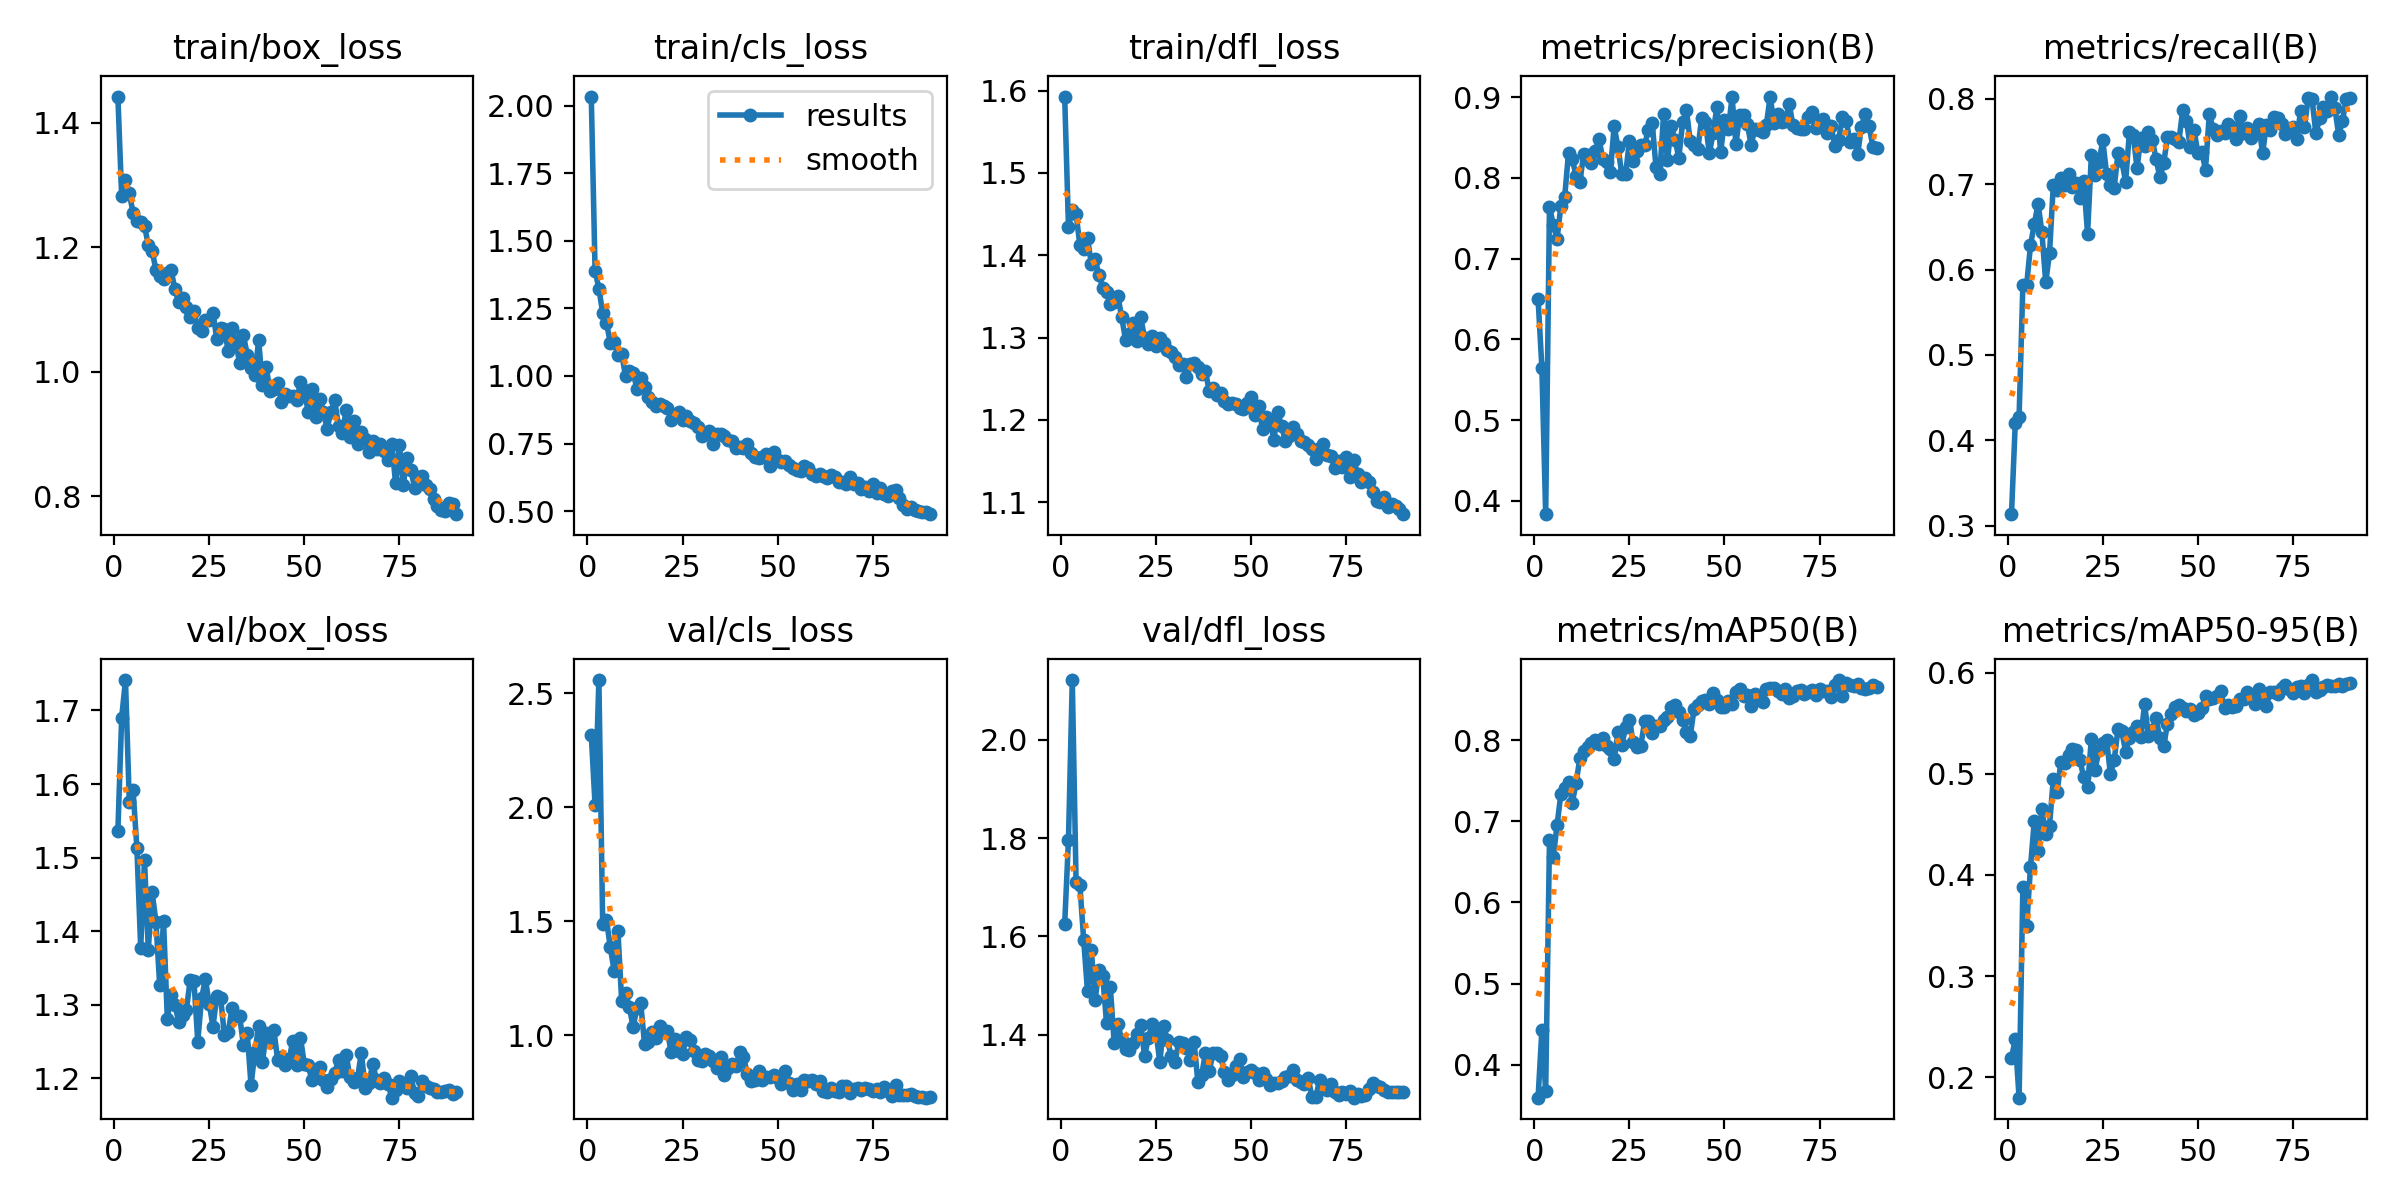 train/box_loss
train/cls_loss
train/dfl_loss
metrics/precision(B)
metrics/recall(B)
1.4
1.2
1.0
0.8
0 25 50 75
2.00
1.75
1.50
1.25
1.00
0.75
0.50
0 25 50 75
results
smooth
1.6
1.5
1.4
1.3
1.2
1.1
0 25 50 75
0.9
0.8
0.7
0.6
0.5
0.4
0 25 50 75
0.8
0.7
0.6
0.5
0.4
0.3
0 25 50 75
val/box_loss
val/cls_loss
val/dfl_loss
metrics/mAP50(B)
metrics/mAP50-95(B)
1.7
1.6
1.5
1.4
1.3
1.2
0 25 50 75
2.5
2.0
1.5
1.0
0 25 50 75
2.0
1.8
1.6
1.4
0 25 50 75
0.8
0.7
0.6
0.5
0.4
0 25 50 75
0.6
0.5
0.4
0.3
0.2
0 25 50 75